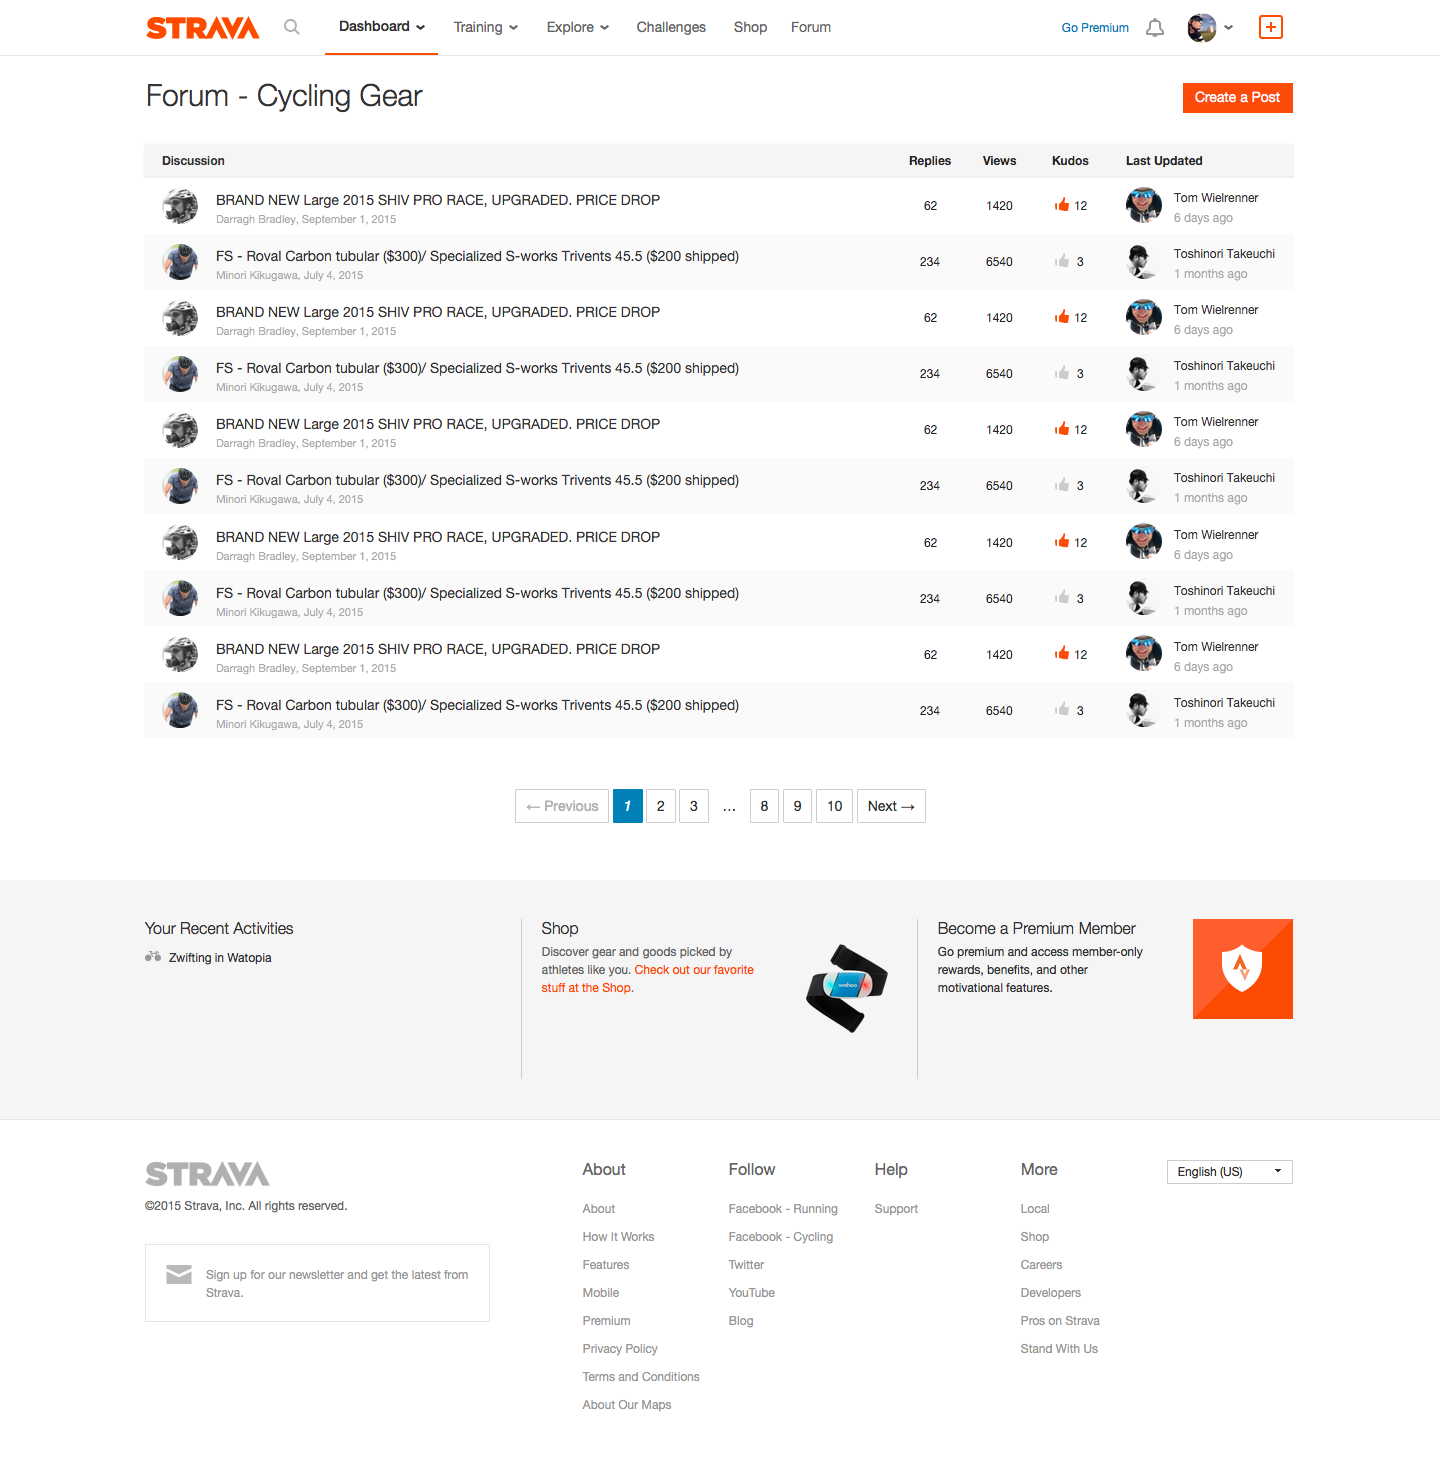 STRAVA Dashboard Training Explore Challenges Shop Forum Go Premium
Forum - Cycling Gear Create a Post
Discussion Replies Views Kudos Last Updated
BRAND NEW Large 2015 SHIV PRO RACE, UPGRADED. PRICE DROP 62 1420 12 Tom Wielrenner
Darragh Bradley, September 1, 2015 6 days ago
FS - Roval Carbon tubular ($300)/ Specialized S-works Trivents 45.5 ($200 shipped) 234 6540 3 Toshinori Takeuchi
Minori Kikugawa, July 4, 2015 1 months ago
BRAND NEW Large 2015 SHIV PRO RACE, UPGRADED. PRICE DROP 62 1420 12 Tom Wielrenner
Darragh Bradley, September 1, 2015 6 days ago
FS - Roval Carbon tubular ($300)/ Specialized S-works Trivents 45.5 ($200 shipped) 234 6540 3 Toshinori Takeuchi
Minori Kikugawa, July 4, 2015 1 months ago
BRAND NEW Large 2015 SHIV PRO RACE, UPGRADED. PRICE DROP 62 1420 12 Tom Wielrenner
Darragh Bradley, September 1, 2015 6 days ago
FS - Roval Carbon tubular ($300)/ Specialized S-works Trivents 45.5 ($200 shipped) 234 6540 3 Toshinori Takeuchi
Minori Kikugawa, July 4, 2015 1 months ago
BRAND NEW Large 2015 SHIV PRO RACE, UPGRADED. PRICE DROP 62 1420 12 Tom Wielrenner
Darragh Bradley, September 1, 2015 6 days ago
FS - Roval Carbon tubular ($300)/ Specialized S-works Trivents 45.5 ($200 shipped) 234 6540 3 Toshinori Takeuchi
Minori Kikugawa, July 4, 2015 1 months ago
BRAND NEW Large 2015 SHIV PRO RACE, UPGRADED. PRICE DROP 62 1420 12 Tom Wielrenner
Darragh Bradley, September 1, 2015 6 days ago
FS - Roval Carbon tubular ($300)/ Specialized S-works Trivents 45.5 ($200 shipped) 234 6540 3 Toshinori Takeuchi
Minori Kikugawa, July 4, 2015 1 months ago
← Previous 1 2 3 … 8 9 10 Next →
Your Recent Activities
Zwifting in Watopia
Shop
Discover gear and goods picked by
athletes like you. Check out our favorite
stuff at the Shop.
wahoo
Become a Premium Member
Go premium and access member-only
rewards, benefits, and other
motivational features.
STRAVA
©2015 Strava, Inc. All rights reserved.
Sign up for our newsletter and get the latest from
Strava.
About
About
How It Works
Features
Mobile
Premium
Privacy Policy
Terms and Conditions
About Our Maps
Follow
Facebook - Running
Facebook - Cycling
Twitter
YouTube
Blog
Help
Support
More
Local
Shop
Careers
Developers
Pros on Strava
Stand With Us
English (US)